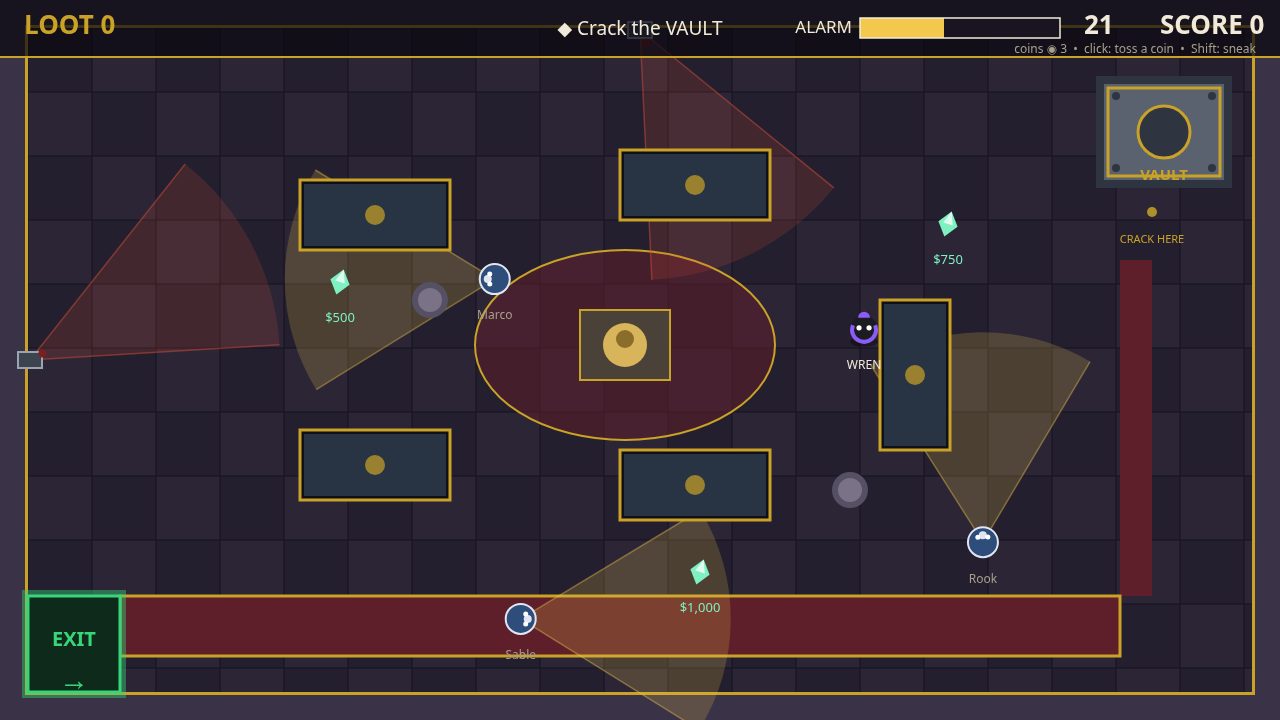 LOOT 0
◆ Crack the VAULT
ALARM
21
SCORE 0
coins ◉ 3 • click: toss a coin • Shift: sneak
VAULT
CRACK HERE
$750
$500
Marco
WREN
Rook
$1,000
Sable
EXIT
→